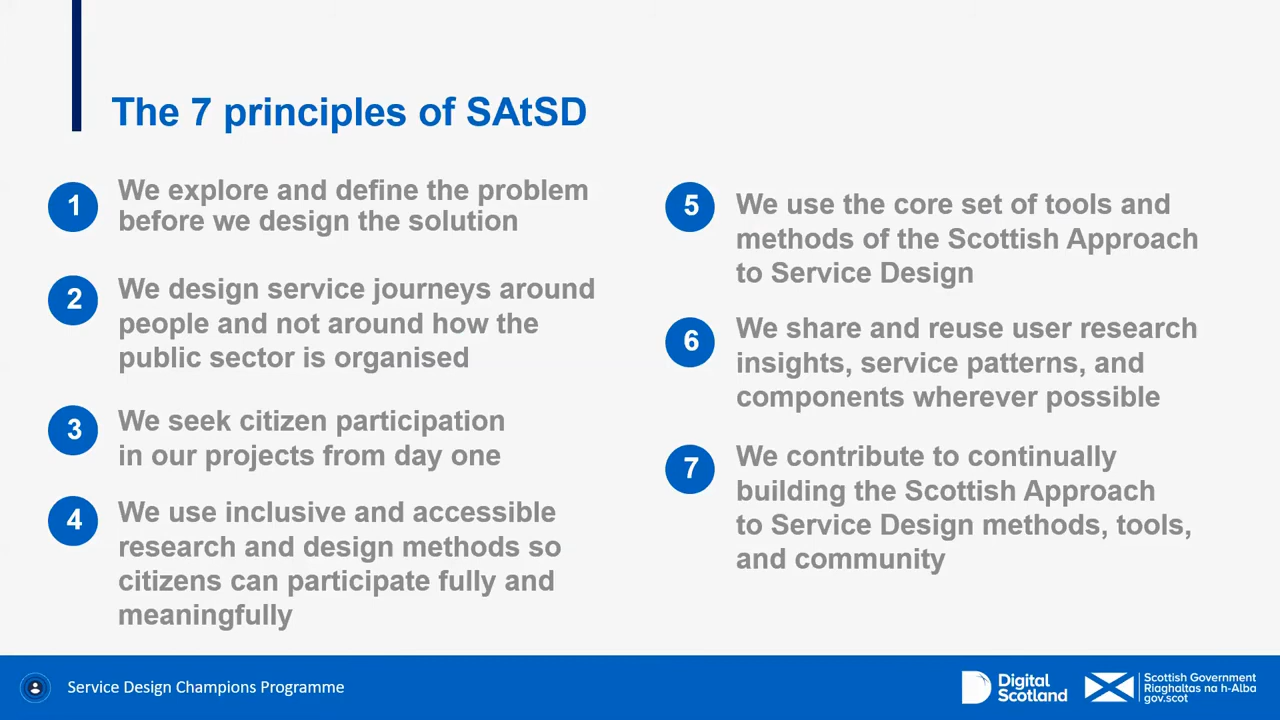 The 7 principles of SAtSD
1
We explore and define the problem
before we design the solution
2
We design service journeys around
people and not around how the
public sector is organised
3
We seek citizen participation
in our projects from day one
4
We use inclusive and accessible
research and design methods so
citizens can participate fully and
meaningfully
5
We use the core set of tools and
methods of the Scottish Approach
to Service Design
6
We share and reuse user research
insights, service patterns, and
components wherever possible
7
We contribute to continually
building the Scottish Approach
to Service Design methods, tools,
and community
Service Design Champions Programme
Digital
Scotland
Scottish Government
Riaghaltas na h-Alba
gov.scot